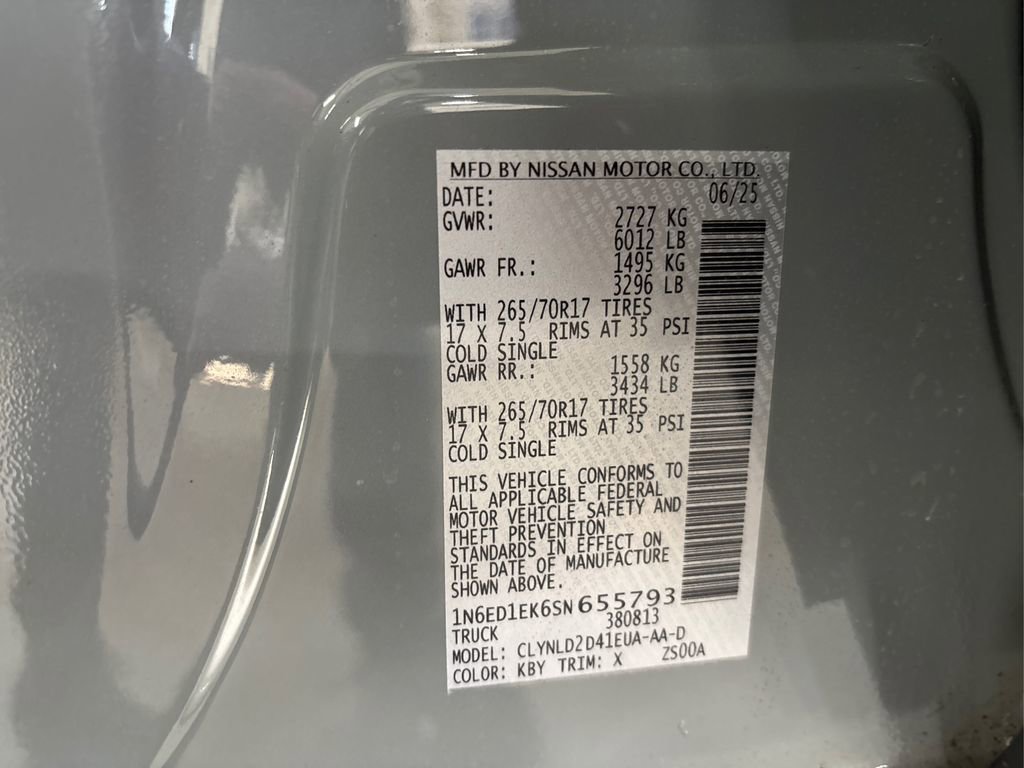 MFD BY NISSAN MOTOR CO., LTD.
DATE: 06/25
GVWR: 2727 KG
6012 LB
GAWR FR.: 1495 KG
3296 LB
WITH 265/70R17 TIRES
17 X 7.5 RIMS AT 35 PSI
COLD SINGLE
GAWR RR.: 1558 KG
3434 LB
WITH 265/70R17 TIRES
17 X 7.5 RIMS AT 35 PSI
COLD SINGLE
THIS VEHICLE CONFORMS TO
ALL APPLICABLE FEDERAL
MOTOR VEHICLE SAFETY AND
THEFT PREVENTION
STANDARDS IN EFFECT ON
THE DATE OF MANUFACTURE
SHOWN ABOVE.
1N6ED1EK6SN655793
TRUCK 380813
MODEL: CLYNLD2D41EUA-AA-D
COLOR: KBY TRIM: X ZS00A